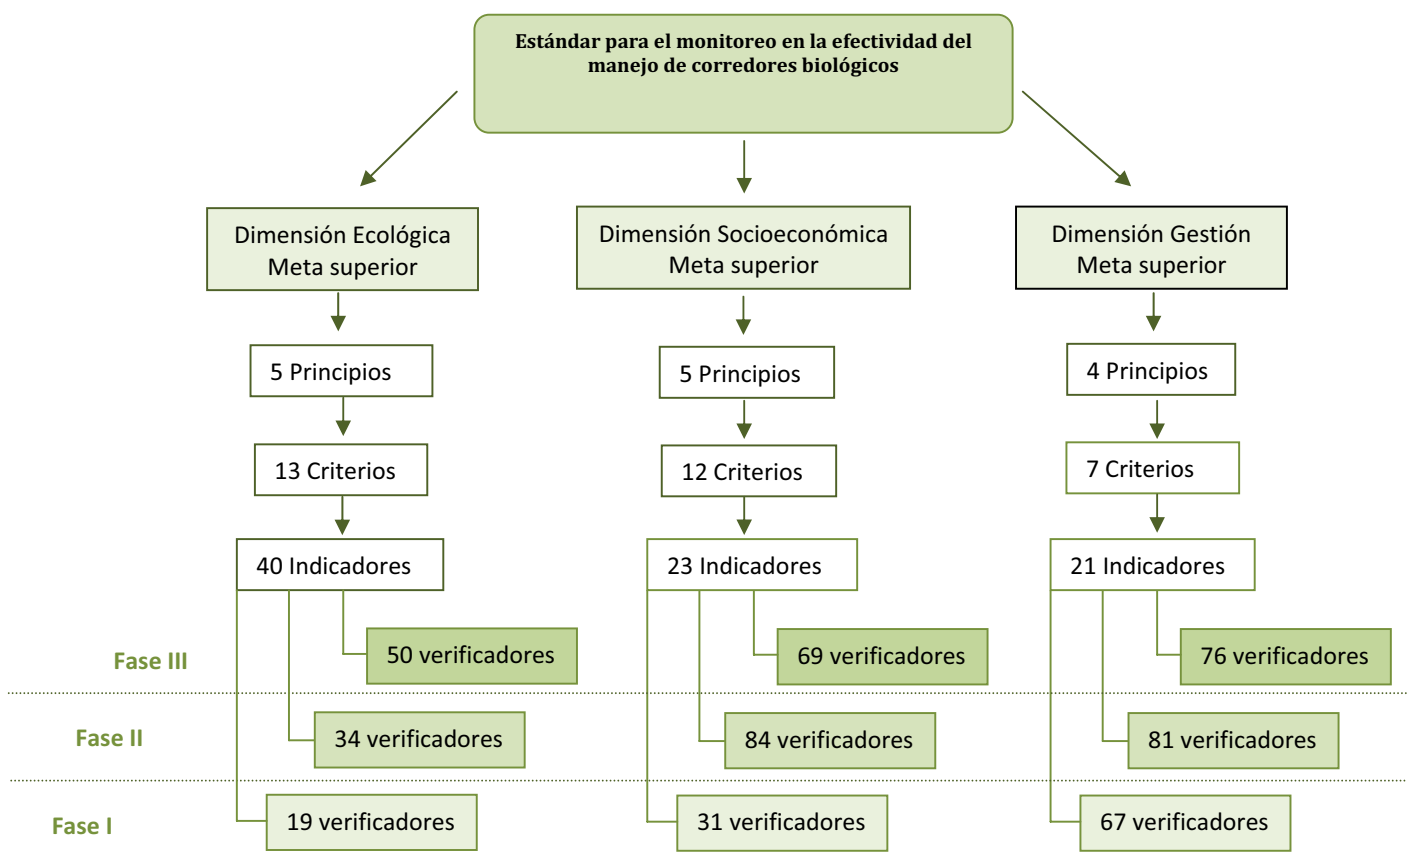 Estándar para el monitoreo en la efectividad del
manejo de corredores biológicos
Dimensión Ecológica
Meta superior
Dimensión Socioeconómica
Meta superior
Dimensión Gestión
Meta superior
5 Principios
5 Principios
4 Principios
13 Criterios
12 Criterios
7 Criterios
40 Indicadores
23 Indicadores
21 Indicadores
Fase III
50 verificadores
69 verificadores
76 verificadores
Fase II
34 verificadores
84 verificadores
81 verificadores
Fase I
19 verificadores
31 verificadores
67 verificadores